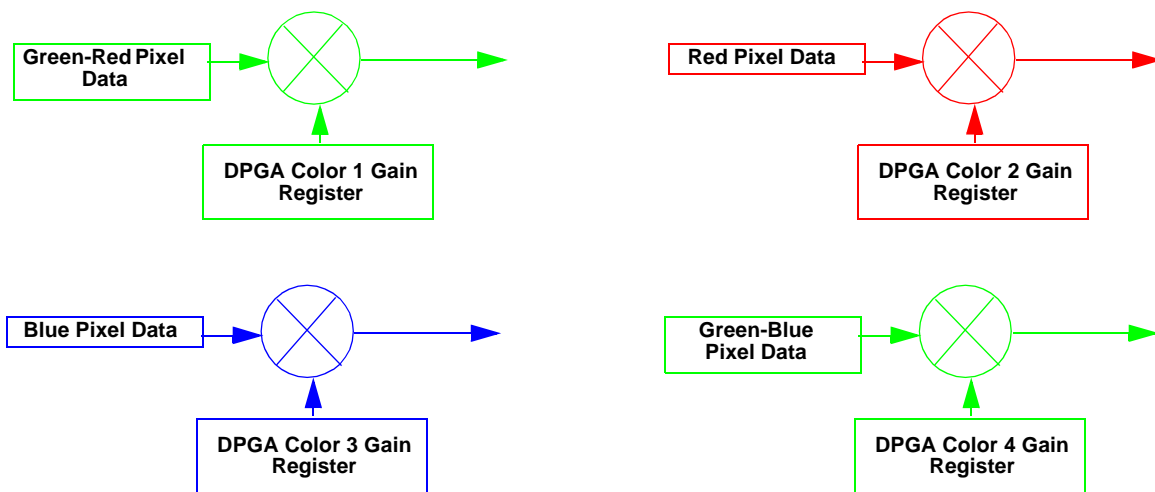 Green-Red Pixel
Data
DPGA Color 1 Gain
Register
Red Pixel Data
DPGA Color 2 Gain
Register
Blue Pixel Data
DPGA Color 3 Gain
Register
Green-Blue
Pixel Data
DPGA Color 4 Gain
Register